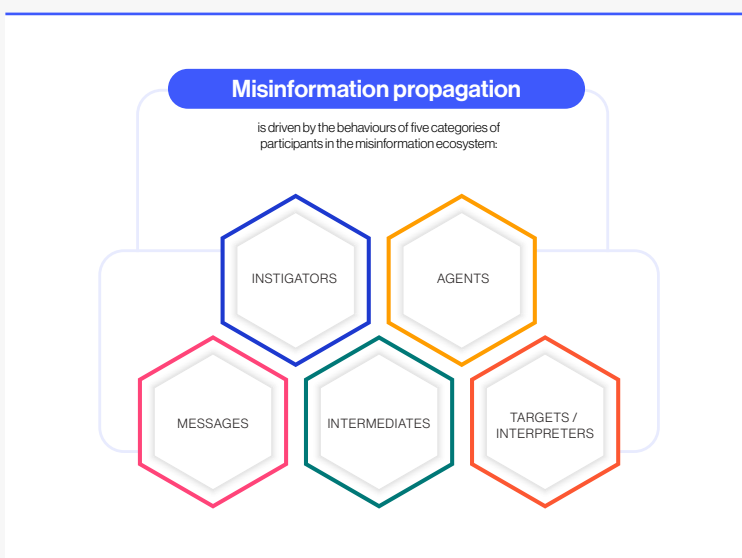 Misinformation propagation
is driven by the behaviours of five categories of
participants in the misinformation ecosystem:
INSTIGATORS
AGENTS
MESSAGES
INTERMEDIATES
TARGETS /
INTERPRETERS